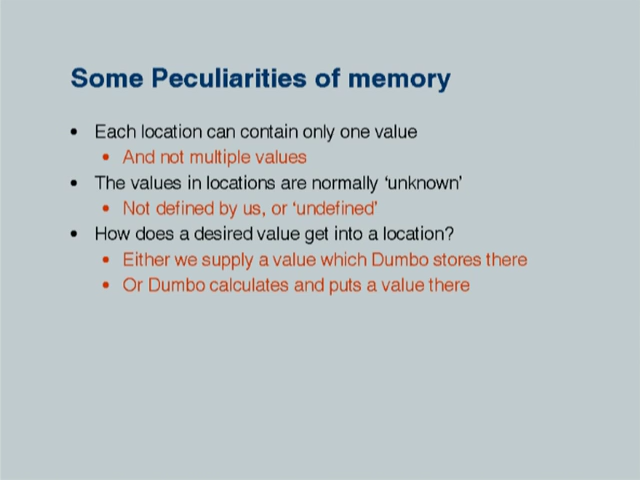 Some Peculiarities of memory
• Each location can contain only one value
• And not multiple values
• The values in locations are normally ‘unknown’
• Not defined by us, or ‘undefined’
• How does a desired value get into a location?
• Either we supply a value which Dumbo stores there
• Or Dumbo calculates and puts a value there